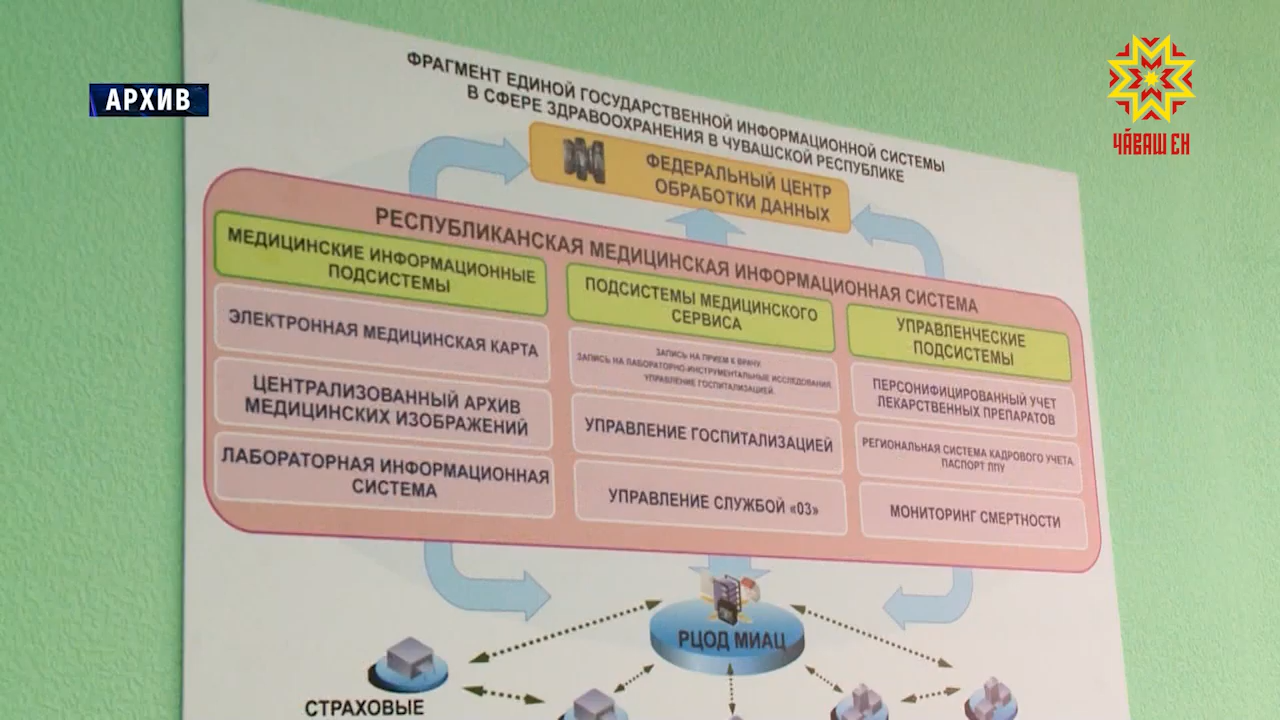 АРХИВ
ЧӐВАШ ЕН
ФРАГМЕНТ ЕДИНОЙ ГОСУДАРСТВЕННОЙ ИНФОРМАЦИОННОЙ СИСТЕМЫ
В СФЕРЕ ЗДРАВООХРАНЕНИЯ В ЧУВАШСКОЙ РЕСПУБЛИКЕ
ФЕДЕРАЛЬНЫЙ ЦЕНТР
ОБРАБОТКИ ДАННЫХ
РЕСПУБЛИКАНСКАЯ МЕДИЦИНСКАЯ ИНФОРМАЦИОННАЯ СИСТЕМА
МЕДИЦИНСКИЕ ИНФОРМАЦИОННЫЕ
ПОДСИСТЕМЫ
ЭЛЕКТРОННАЯ МЕДИЦИНСКАЯ КАРТА
ЦЕНТРАЛИЗОВАННЫЙ АРХИВ
МЕДИЦИНСКИХ ИЗОБРАЖЕНИЙ
ЛАБОРАТОРНАЯ ИНФОРМАЦИОННАЯ
СИСТЕМА
ПОДСИСТЕМЫ МЕДИЦИНСКОГО
СЕРВИСА
ЗАПИСЬ НА ПРИЕМ К ВРАЧУ.
ЗАПИСЬ НА ЛАБОРАТОРНО-ИНСТРУМЕНТАЛЬНЫЕ ИССЛЕДОВАНИЯ.
УПРАВЛЕНИЕ ГОСПИТАЛИЗАЦИЕЙ.
УПРАВЛЕНИЕ ГОСПИТАЛИЗАЦИЕЙ
УПРАВЛЕНИЕ СЛУЖБОЙ «03»
УПРАВЛЕНЧЕСКИЕ
ПОДСИСТЕМЫ
ПЕРСОНИФИЦИРОВАННЫЙ УЧЕТ
ЛЕКАРСТВЕННЫХ ПРЕПАРАТОВ
РЕГИОНАЛЬНАЯ СИСТЕМА КАДРОВОГО УЧЕТА.
ПАСПОРТ ЛПУ
МОНИТОРИНГ СМЕРТНОСТИ
РЦОД МИАЦ
СТРАХОВЫЕ